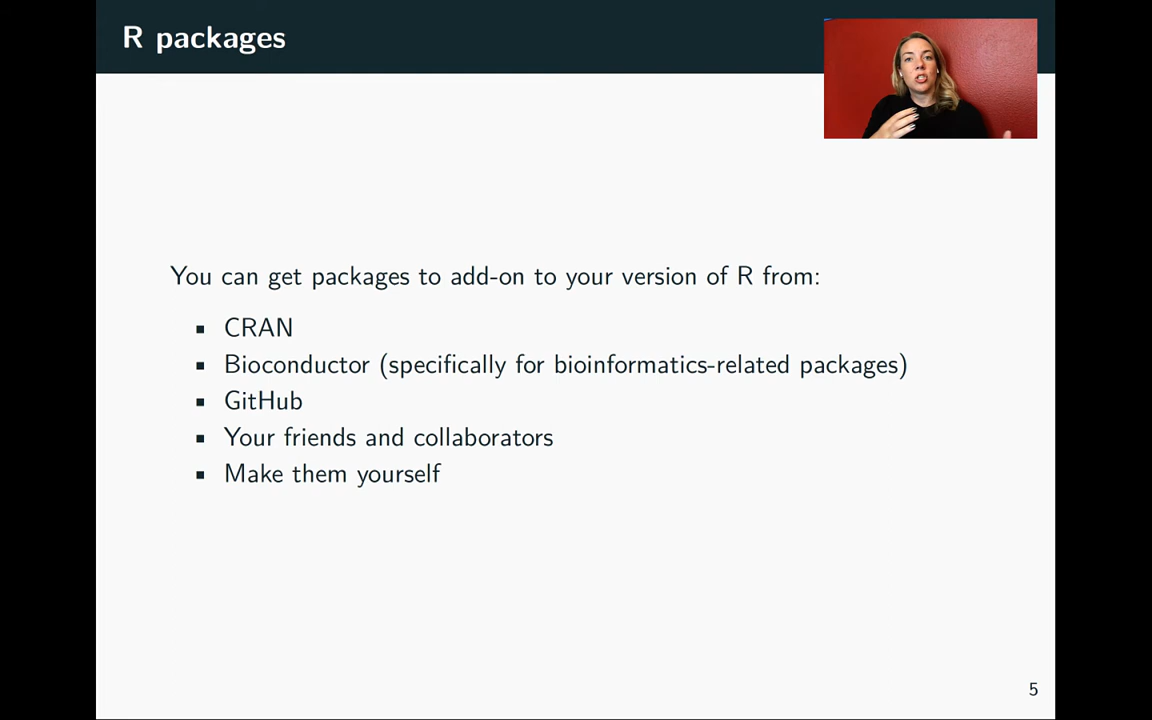 R packages
You can get packages to add-on to your version of R from:
▪ CRAN
▪ Bioconductor (specifically for bioinformatics-related packages)
▪ GitHub
▪ Your friends and collaborators
▪ Make them yourself
5